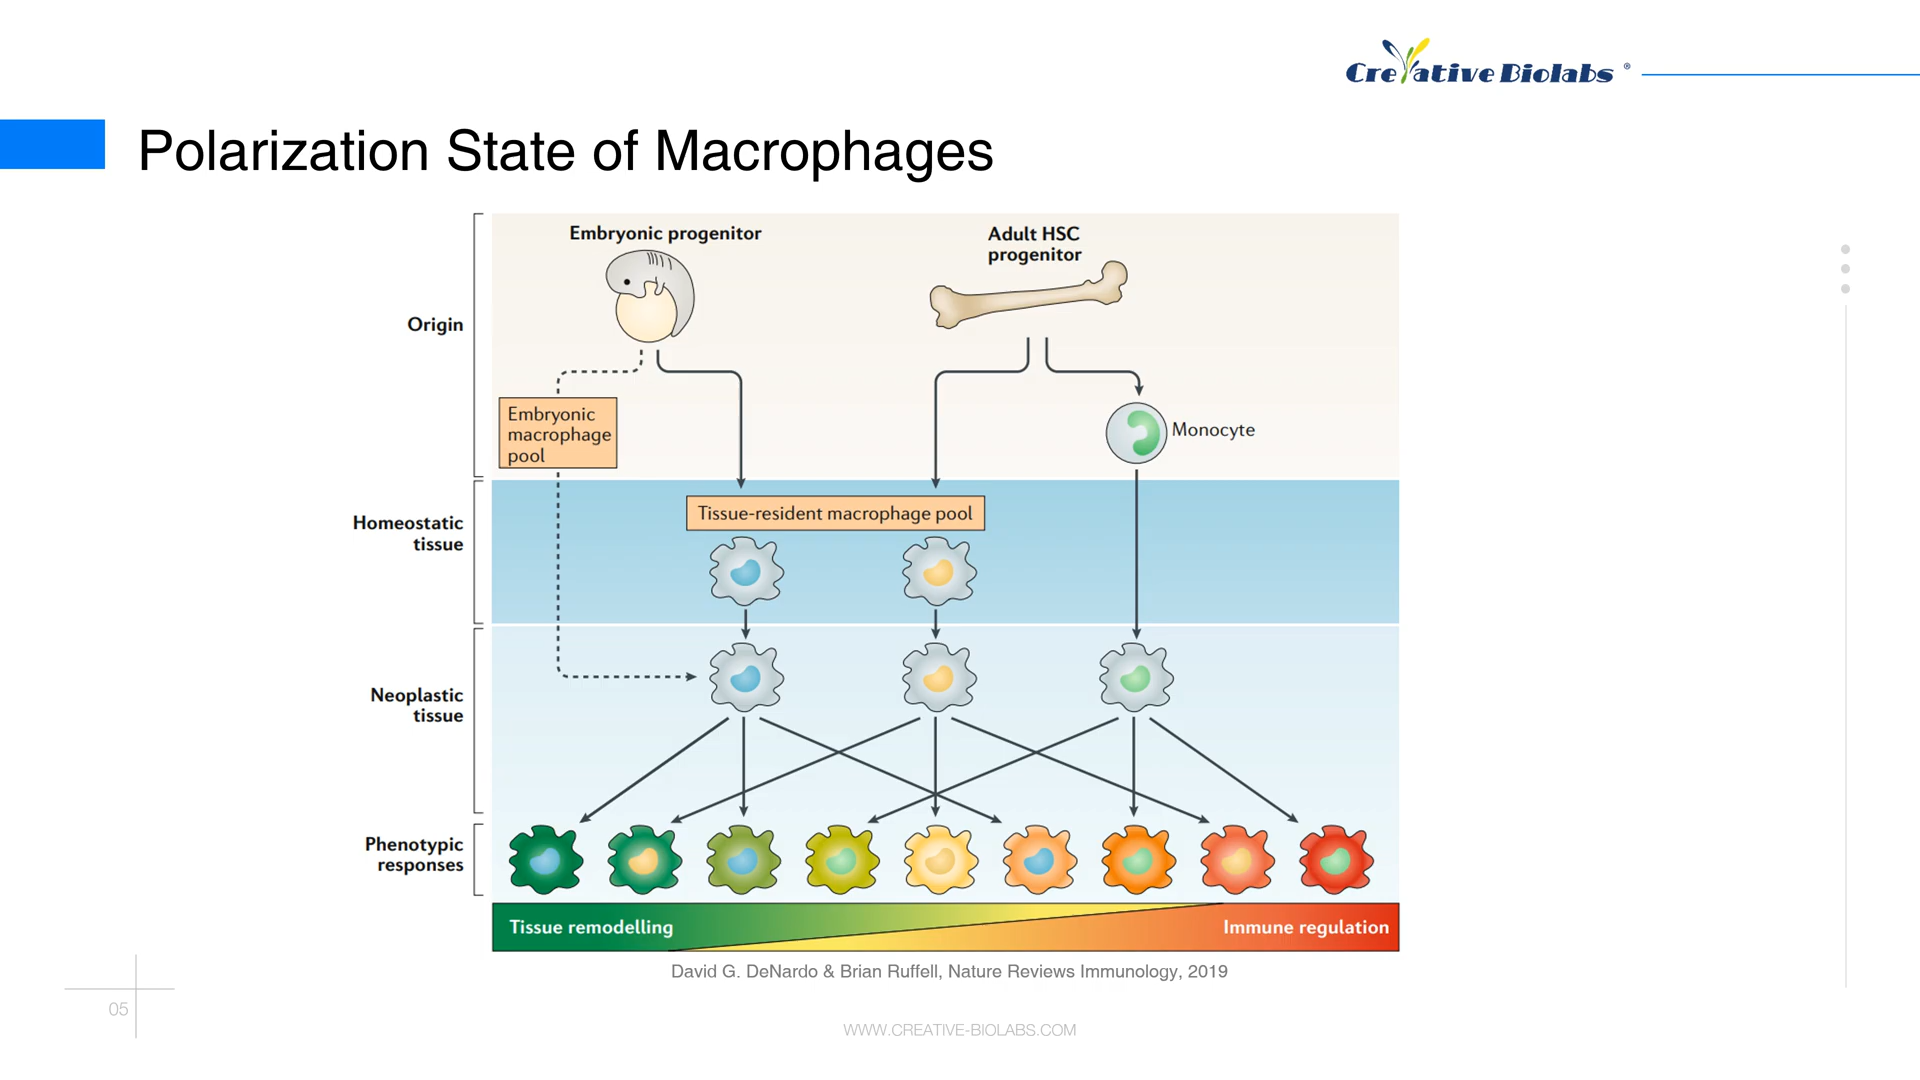 Creative Biolabs ®
Polarization State of Macrophages
Embryonic progenitor
Adult HSC
progenitor
Origin
Embryonic
macrophage
pool
Monocyte
Homeostatic
tissue
Tissue-resident macrophage pool
Neoplastic
tissue
Phenotypic
responses
Tissue remodelling
Immune regulation
David G. DeNardo & Brian Ruffell, Nature Reviews Immunology, 2019
05
WWW.CREATIVE-BIOLABS.COM